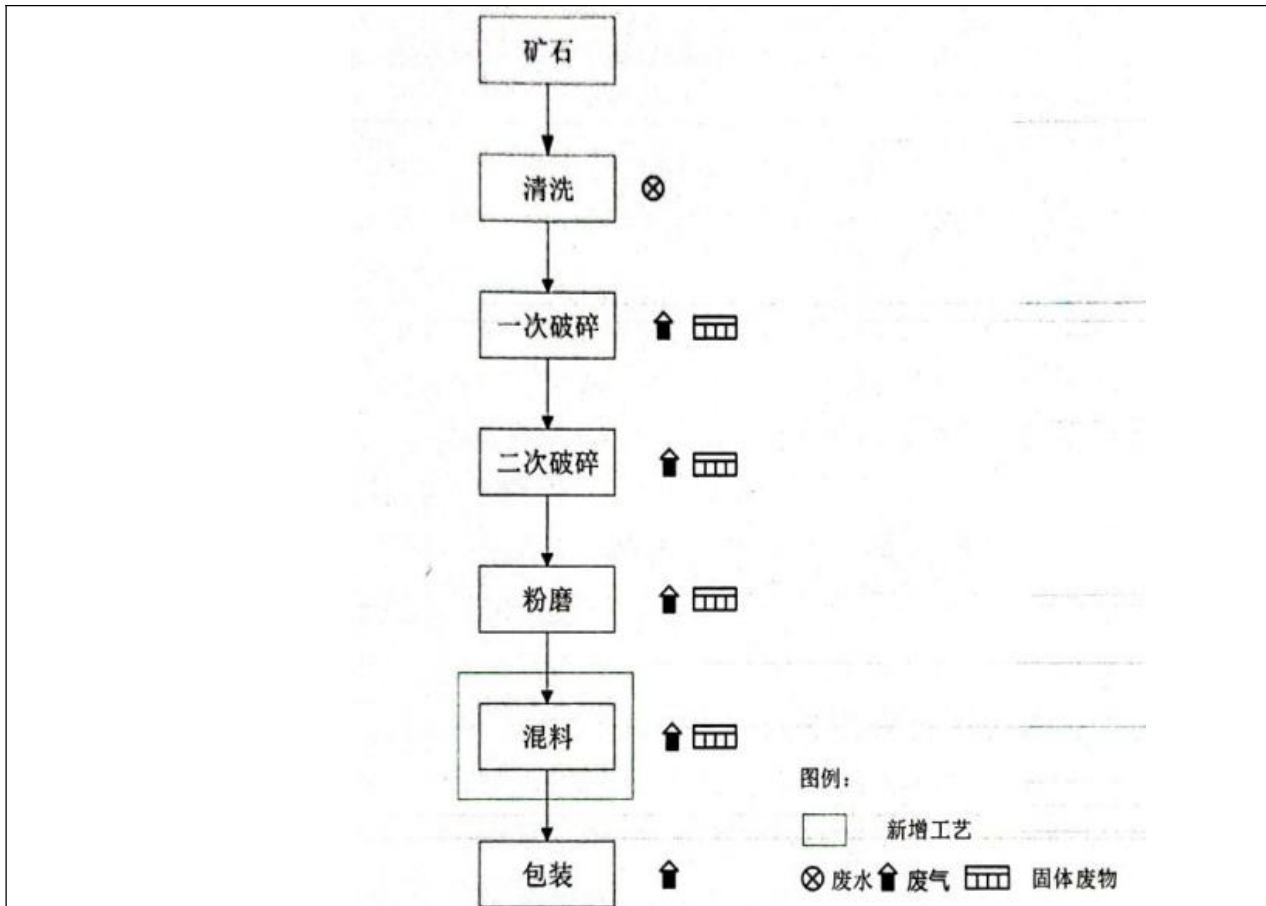 矿石
清洗
一次破碎
二次破碎
粉磨
混料
图例：
新增工艺
包装
废水 废气 固体废物